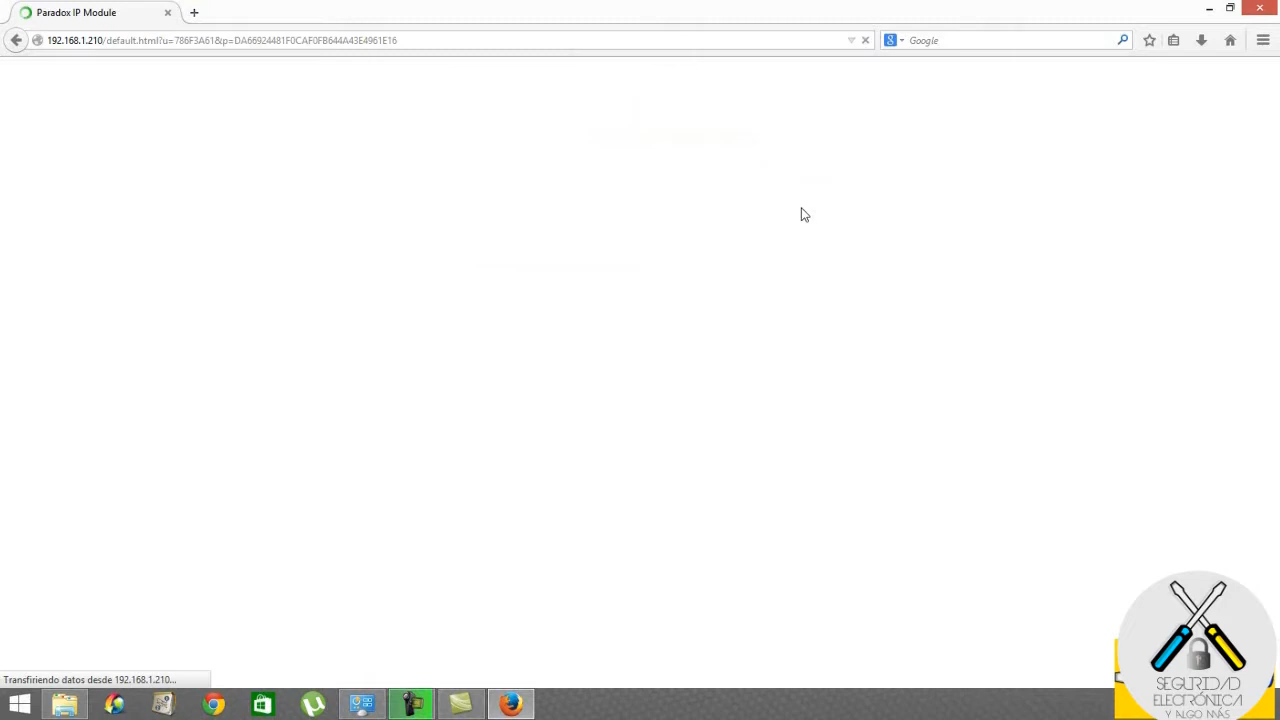 Paradox IP Module
192.168.1.210/default.html?u=786F3A61&p=DA66924481F0CAF0FB644A43E4961E16
Google
Transfiriendo datos desde 192.168.1.210...
SEGURIDAD
ELECTRÓNICA
Y ALGO MÁS